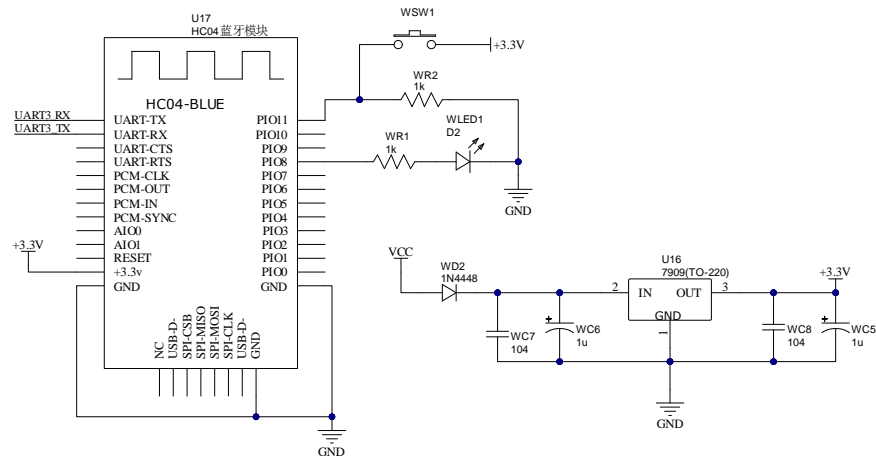 U17
HC04蓝牙模块
HC04-BLUE
UART3_RX
UART3_TX
UART-TX
UART-RX
UART-CTS
UART-RTS
PCM-CLK
PCM-OUT
PCM-IN
PCM-SYNC
AIO0
AIO1
RESET
+3.3v
GND
+3.3V
PIO11
PIO10
PIO9
PIO8
PIO7
PIO6
PIO5
PIO4
PIO3
PIO2
PIO1
PIO0
GND
NC
USB-D-
SPI-CSB
SPI-MISO
SPI-MOSI
SPI-CLK
USB-D-
GND
GND
WSW1
+3.3V
WR2
1k
WR1
1k
WLED1
D2
GND
VCC
WD2
1N4448
U16
7909(TO-220)
2
IN
OUT
3
GND
1
+3.3V
WC7
104
+
WC6
1u
WC8
104
+
WC5
1u
GND